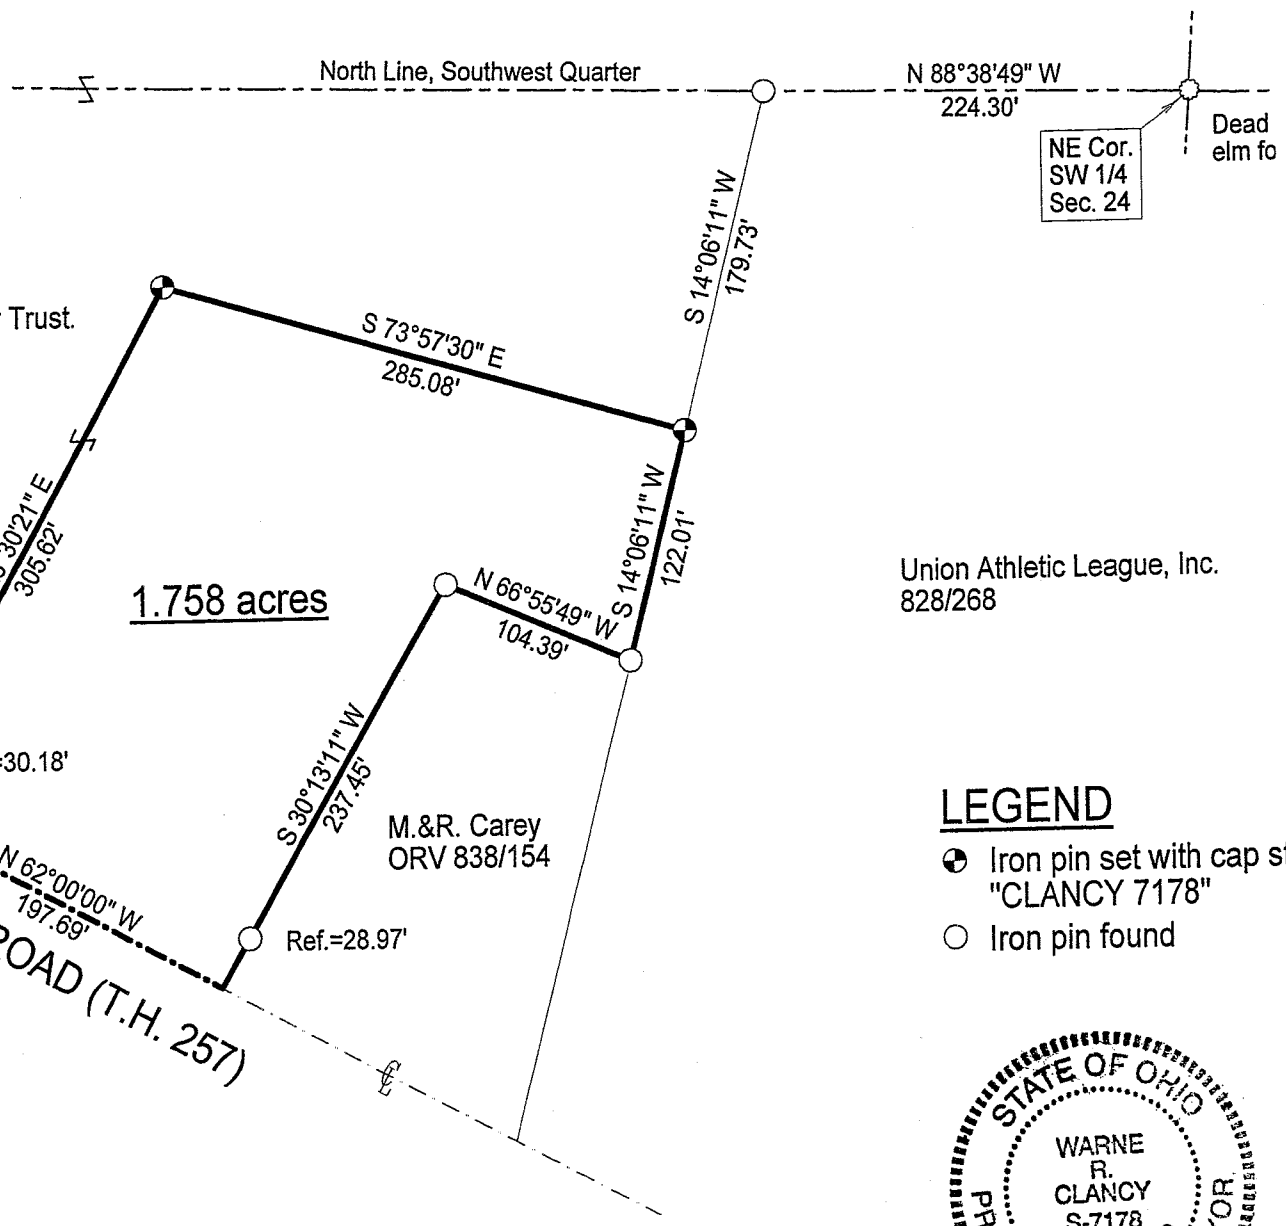 North Line, Southwest Quarter
N 88°38'49" W
224.30'
NE Cor.
SW 1/4
Sec. 24
Dead
elm fo
S 14°06'11" W
179.73'
Trust.
S 73°57'30" E
285.08'
30'21" E
305.62'
1.758 acres
S 14°06'11" W
122.01'
N 66°55'49" W
104.39'
Union Athletic League, Inc.
828/268
=30.18'
S 30°13'11" W
237.45'
M.&R. Carey
ORV 838/154
N 62°00'00" W
197.69'
Ref.=28.97'
ROAD (T.H. 257)
LEGEND
Iron pin set with cap st
"CLANCY 7178"
Iron pin found
STATE OF OHIO
WARNE
R.
CLANCY
S-7178